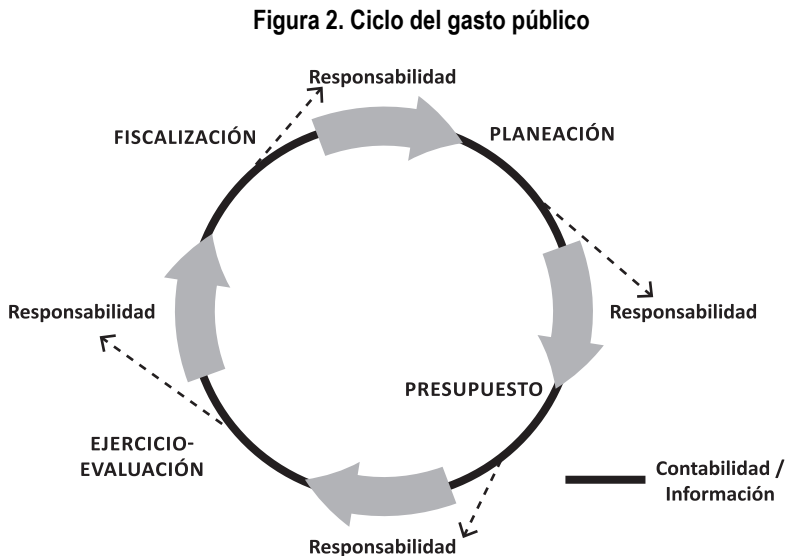 Figura 2. Ciclo del gasto público
Responsabilidad
FISCALIZACIÓN
PLANEACIÓN
Responsabilidad
Responsabilidad
PRESUPUESTO
EJERCICIO-
EVALUACIÓN
Contabilidad /
Información
Responsabilidad